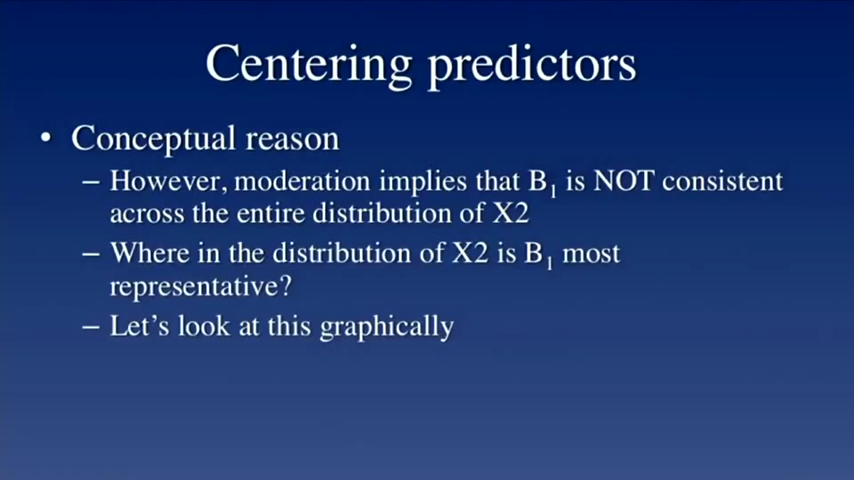 Centering predictors
• Conceptual reason
– However, moderation implies that B₁ is NOT consistent
across the entire distribution of X2
– Where in the distribution of X2 is B₁ most
representative?
– Let’s look at this graphically